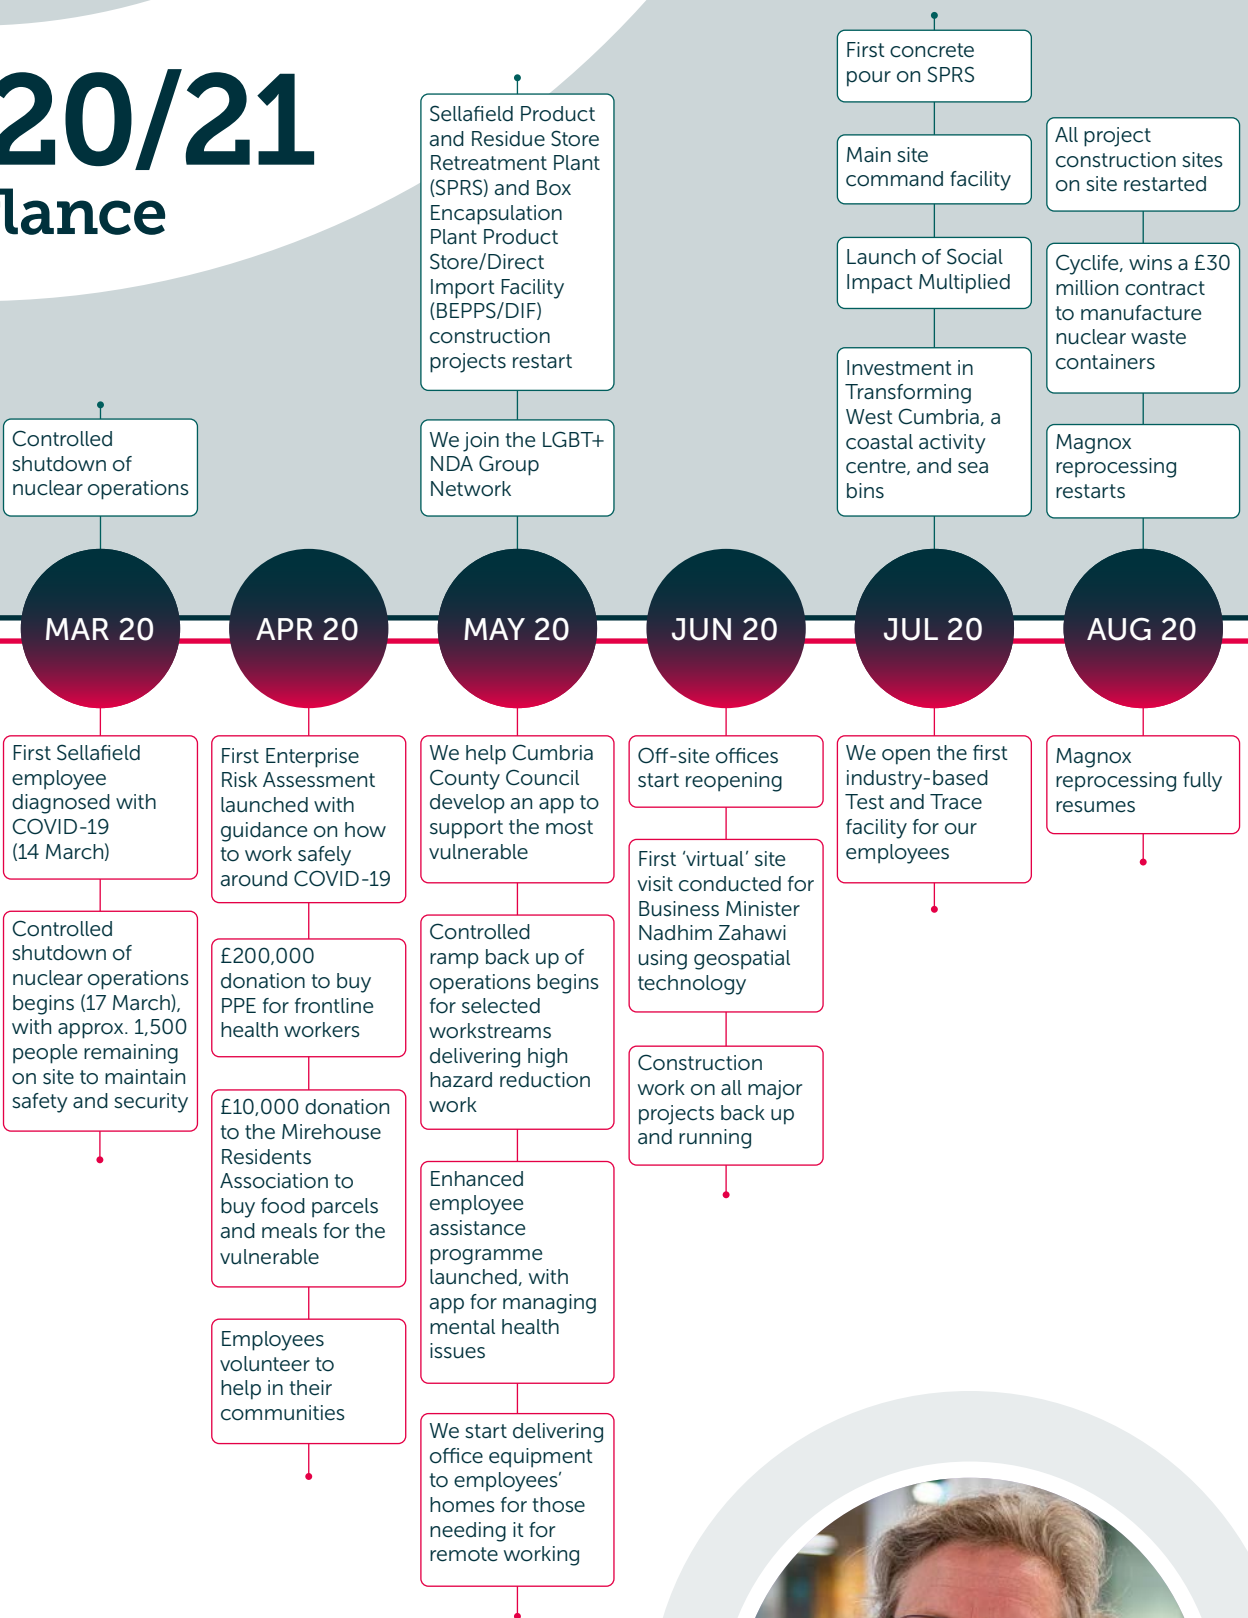 20/21
lance
Controlled
shutdown of
nuclear operations
Sellafield Product
and Residue Store
Retreatment Plant
(SPRS) and Box
Encapsulation
Plant Product
Store/Direct
Import Facility
(BEPPS/DIF)
construction
projects restart
We join the LGBT+
NDA Group
Network
First concrete
pour on SPRS
Main site
command facility
Launch of Social
Impact Multiplied
Investment in
Transforming
West Cumbria, a
coastal activity
centre, and sea
bins
All project
construction sites
on site restarted
Cyclife, wins a £30
million contract
to manufacture
nuclear waste
containers
Magnox
reprocessing
restarts
MAR 20
APR 20
MAY 20
JUN 20
JUL 20
AUG 20
First Sellafield
employee
diagnosed with
COVID-19
(14 March)
Controlled
shutdown of
nuclear operations
begins (17 March),
with approx. 1,500
people remaining
on site to maintain
safety and security
First Enterprise
Risk Assessment
launched with
guidance on how
to work safely
around COVID-19
£200,000
donation to buy
PPE for frontline
health workers
£10,000 donation
to the Mirehouse
Residents
Association to
buy food parcels
and meals for the
vulnerable
Employees
volunteer to
help in their
communities
We help Cumbria
County Council
develop an app to
support the most
vulnerable
Controlled
ramp back up of
operations begins
for selected
workstreams
delivering high
hazard reduction
work
Enhanced
employee
assistance
programme
launched, with
app for managing
mental health
issues
We start delivering
office equipment
to employees’
homes for those
needing it for
remote working
Off-site offices
start reopening
First ‘virtual’ site
visit conducted for
Business Minister
Nadhim Zahawi
using geospatial
technology
Construction
work on all major
projects back up
and running
We open the first
industry-based
Test and Trace
facility for our
employees
Magnox
reprocessing fully
resumes